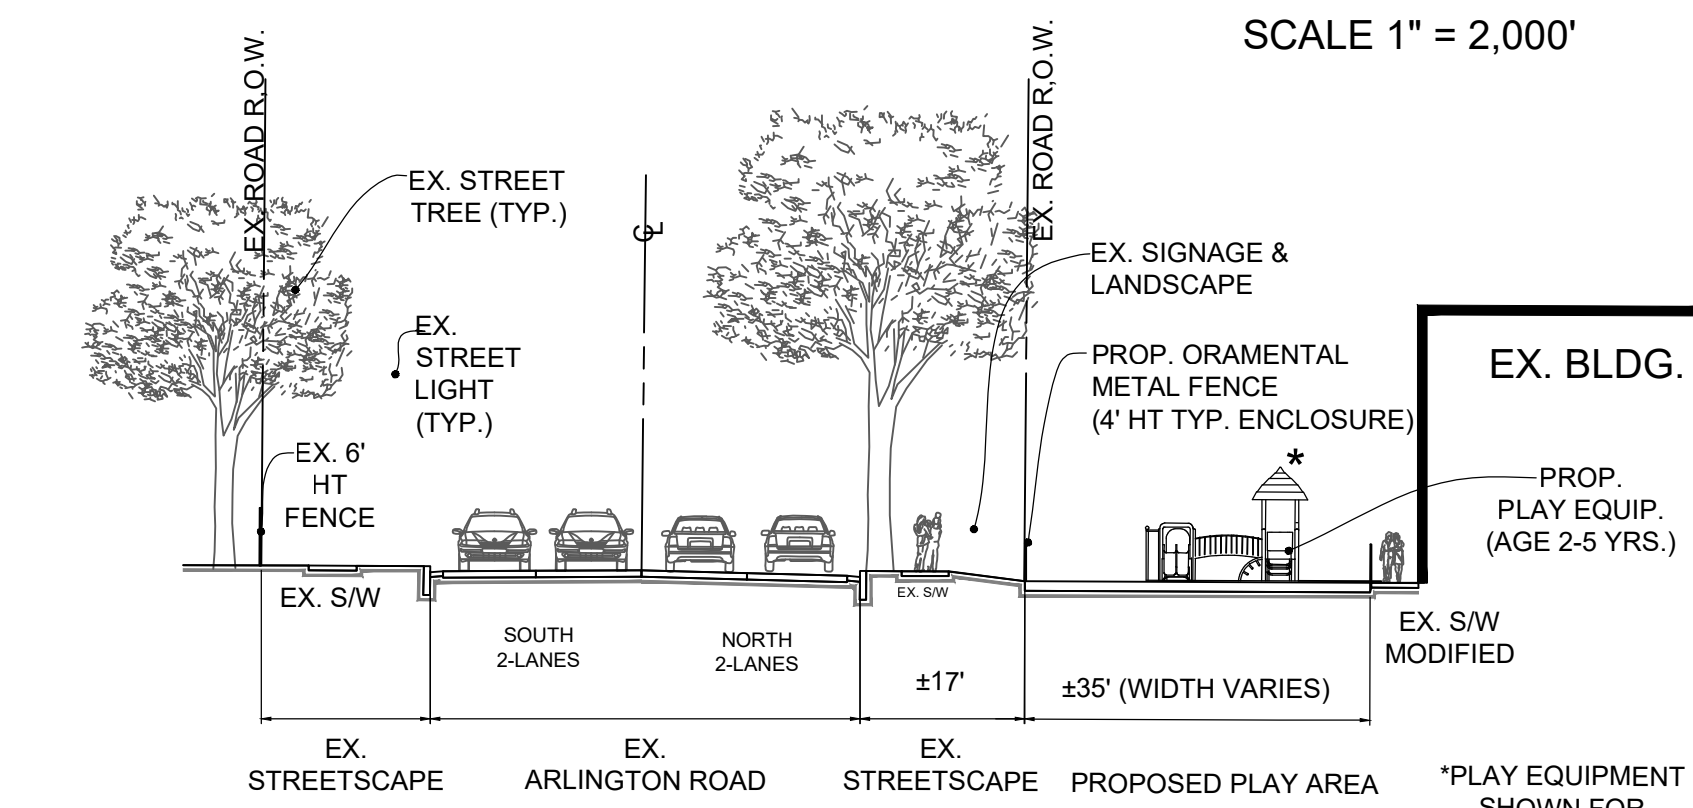 SCALE 1" = 2,000'
EX. ROAD R,O.W.
EX. ROAD R,O.W.
EX. STREET
TREE (TYP.)
EX. SIGNAGE &
LANDSCAPE
EX.
STREET
LIGHT
(TYP.)
PROP. ORAMENTAL
METAL FENCE
(4' HT TYP. ENCLOSURE)
EX. BLDG.
EX. 6'
HT
FENCE
*
PROP.
PLAY EQUIP.
(AGE 2-5 YRS.)
EX. S/W
EX. S/W
SOUTH
2-LANES
NORTH
2-LANES
EX. S/W
MODIFIED
±17'
±35' (WIDTH VARIES)
EX.
STREETSCAPE
EX.
ARLINGTON ROAD
EX.
STREETSCAPE
PROPOSED PLAY AREA
*PLAY EQUIPMENT
SHOWN FOR